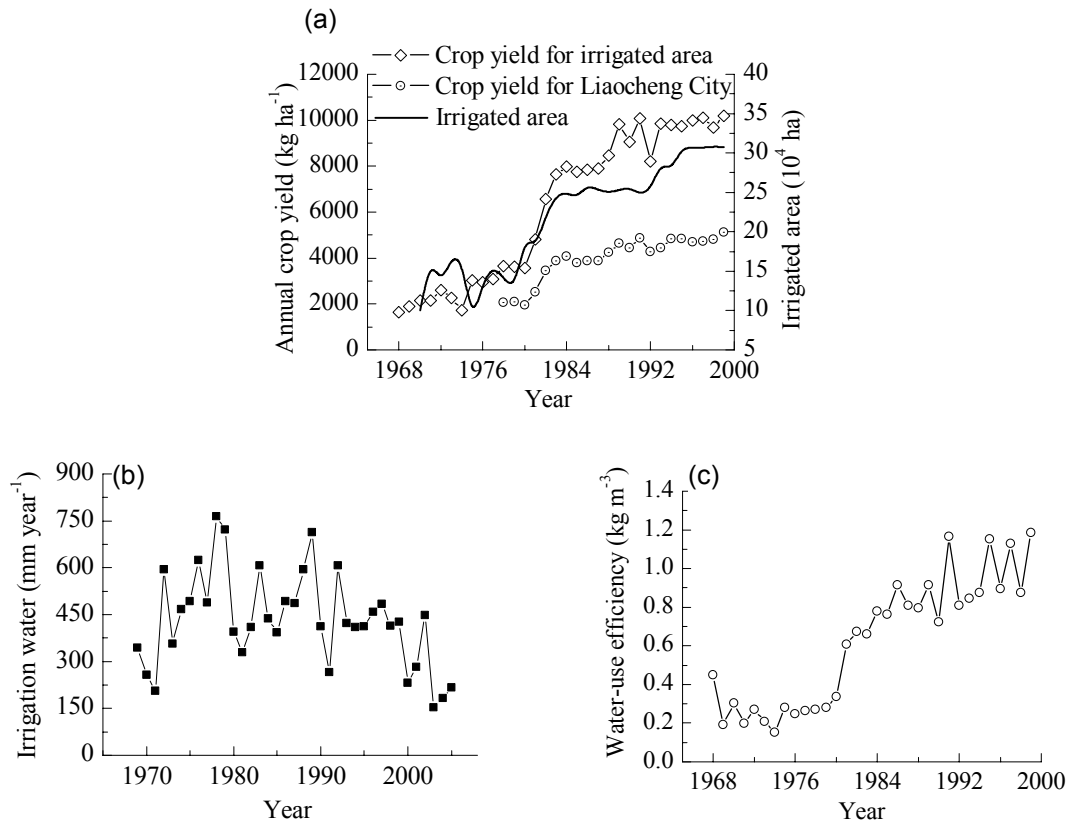 (a)
Crop yield for irrigated area
Crop yield for Liaocheng City
Irrigated area
Annual crop yield (kg ha⁻¹)
12000
10000
8000
6000
4000
2000
0
40
35
30
25
20
15
10
5
Irrigated area (10⁴ ha)
1968 1976 1984 1992 2000
Year
(b)
Irrigation water (mm year⁻¹)
900
750
600
450
300
150
0
1970 1980 1990 2000
Year
(c)
Water-use efficiency (kg m⁻³)
1.4
1.2
1.0
0.8
0.6
0.4
0.2
0.0
1968 1976 1984 1992 2000
Year